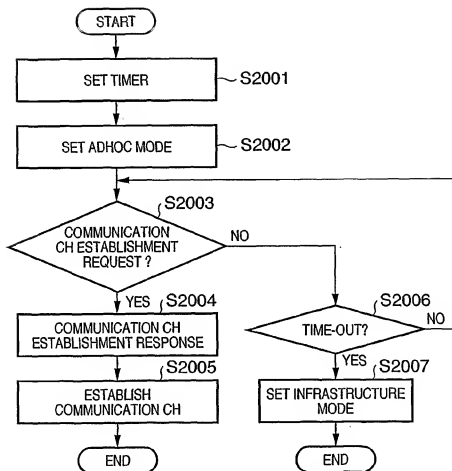 START
SET TIMER
S2001
SET ADHOC MODE
S2002
S2003
COMMUNICATION
CH ESTABLISHMENT
REQUEST ?
NO
YES
S2004
COMMUNICATION CH
ESTABLISHMENT RESPONSE
S2005
ESTABLISH
COMMUNICATION CH
END
S2006
TIME-OUT?
NO
YES
S2007
SET INFRASTRUCTURE
MODE
END